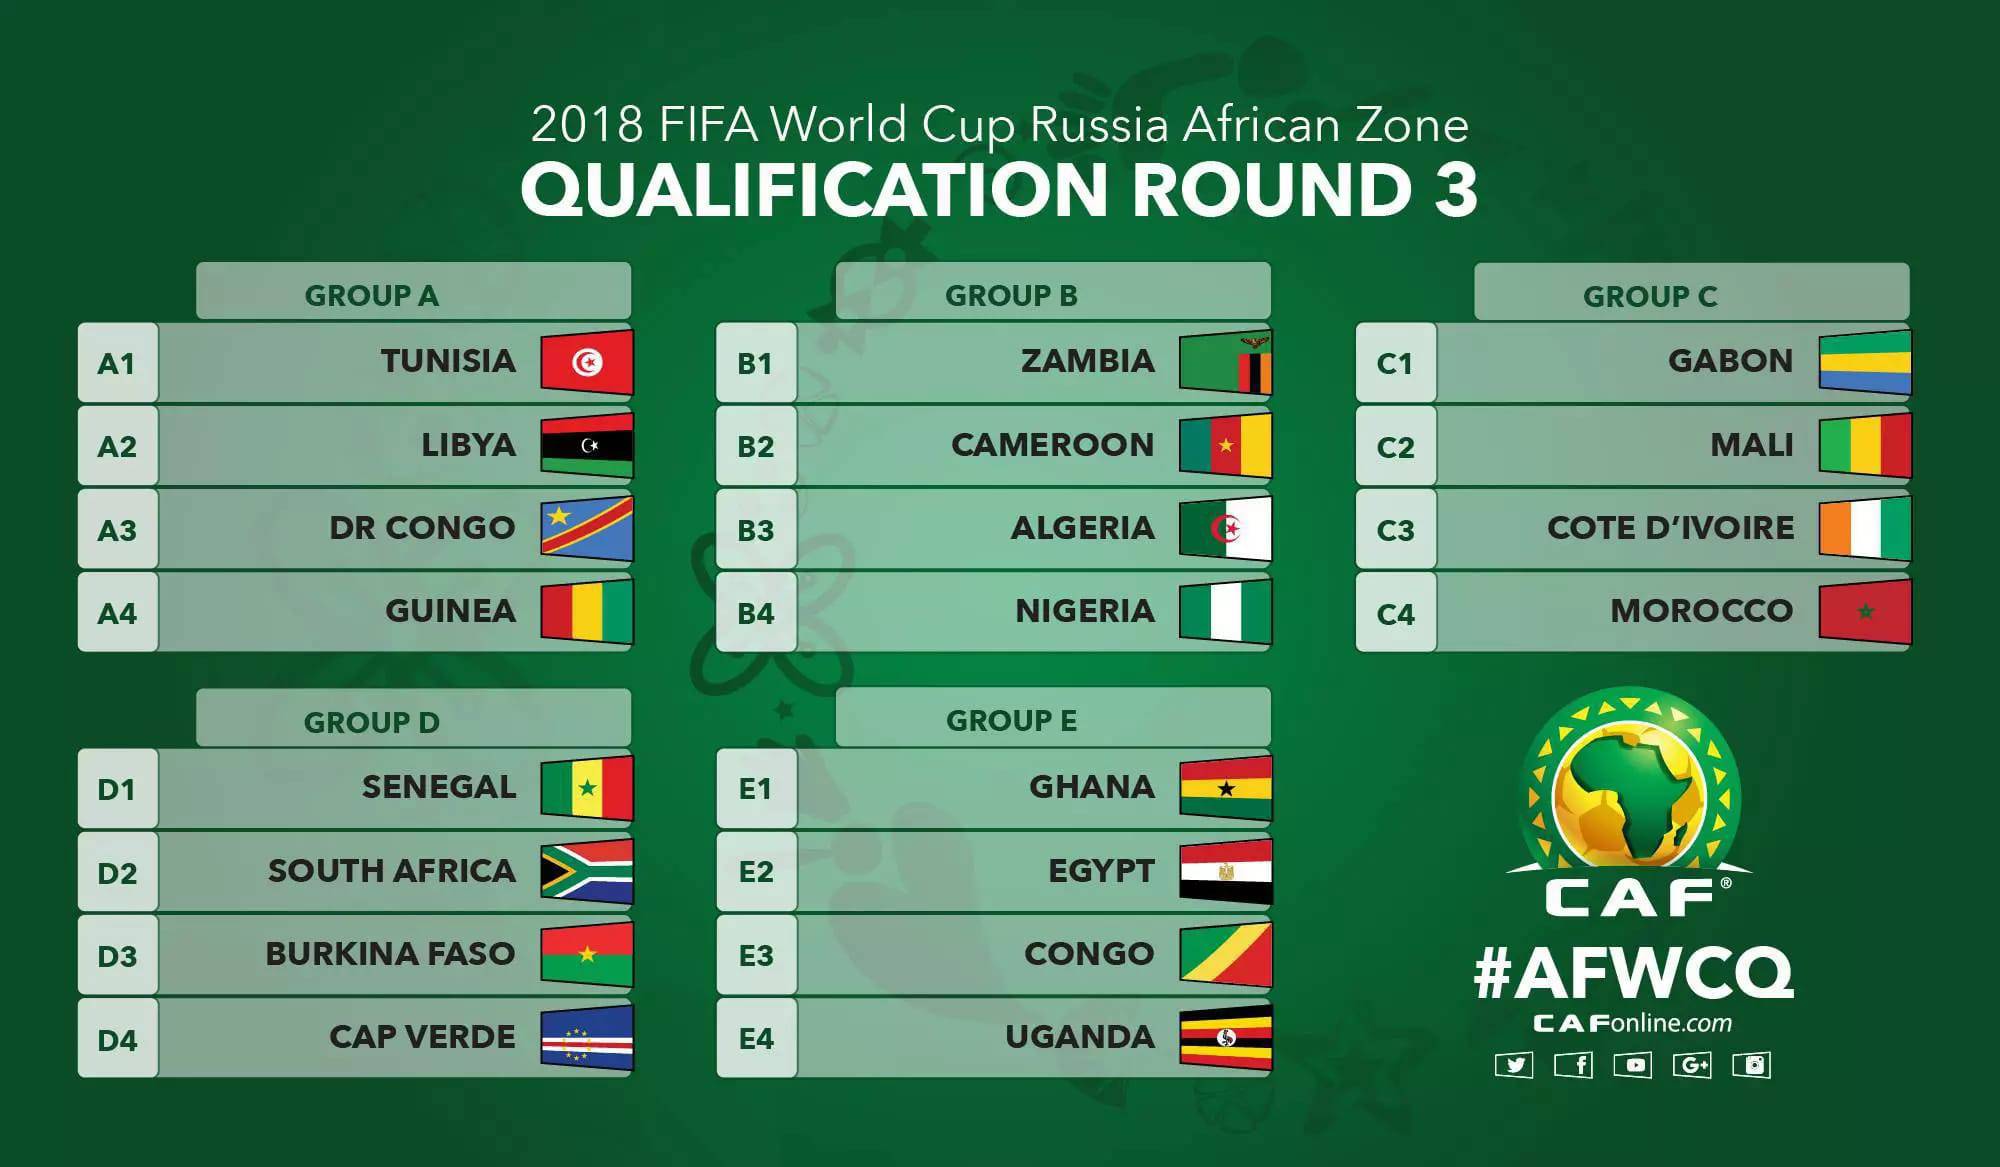 2018 FIFA World Cup Russia African Zone
QUALIFICATION ROUND 3
GROUP A
A1 TUNISIA
A2 LIBYA
A3 DR CONGO
A4 GUINEA
GROUP B
B1 ZAMBIA
B2 CAMEROON
B3 ALGERIA
B4 NIGERIA
GROUP C
C1 GABON
C2 MALI
C3 COTE D’IVOIRE
C4 MOROCCO
GROUP D
D1 SENEGAL
D2 SOUTH AFRICA
D3 BURKINA FASO
D4 CAP VERDE
GROUP E
E1 GHANA
E2 EGYPT
E3 CONGO
E4 UGANDA
CAF®
#AFWCQ
CAFonline.com
f G+